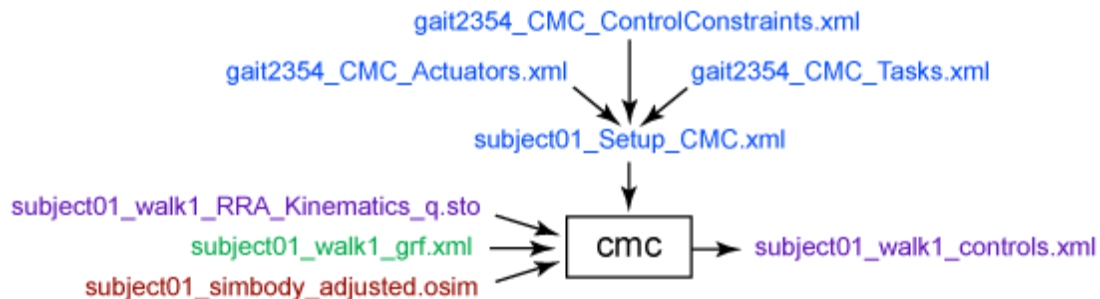 gait2354_CMC_ControlConstraints.xml
gait2354_CMC_Actuators.xml
gait2354_CMC_Tasks.xml
subject01_Setup_CMC.xml
subject01_walk1_RRA_Kinematics_q.sto
subject01_walk1_grf.xml
subject01_simbody_adjusted.osim
cmc
subject01_walk1_controls.xml